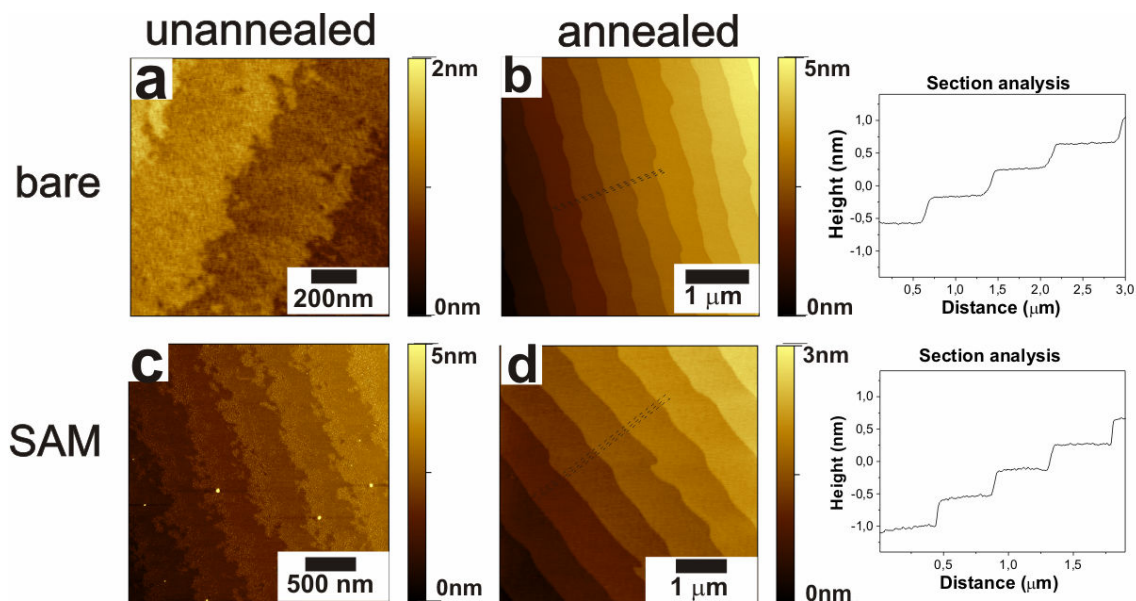 unannealed
annealed
bare
SAM
a
2nm
0nm
200nm
b
5nm
0nm
1 μm
Section analysis
Height (nm)
1,0
0,5
0,0
-0,5
-1,0
0,5
1,0
1,5
2,0
2,5
3,0
Distance (μm)
c
5nm
0nm
500 nm
d
3nm
0nm
1 μm
Section analysis
Height (nm)
1,0
0,5
0,0
-0,5
-1,0
0,5
1,0
1,5
Distance (μm)